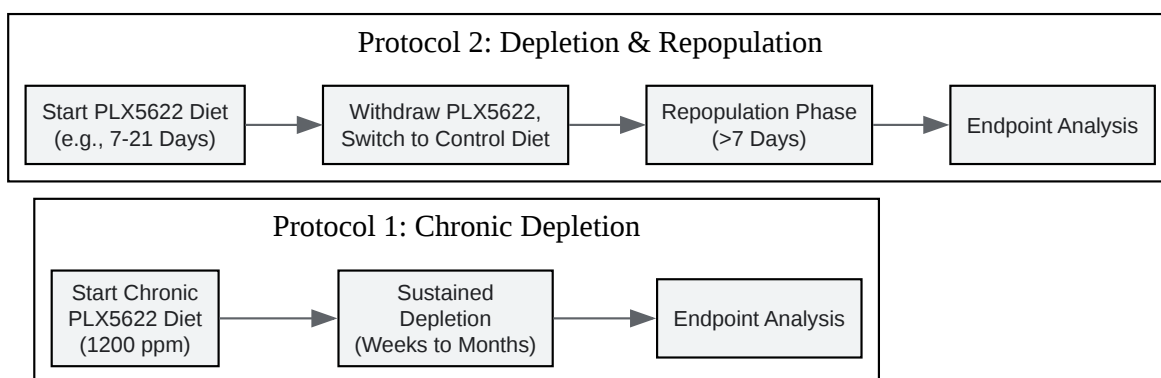 Protocol 2: Depletion & Repopulation
Start PLX5622 Diet
(e.g., 7-21 Days)
Withdraw PLX5622,
Switch to Control Diet
Repopulation Phase
(>7 Days)
Endpoint Analysis
Protocol 1: Chronic Depletion
Start Chronic
PLX5622 Diet
(1200 ppm)
Sustained
Depletion
(Weeks to Months)
Endpoint Analysis